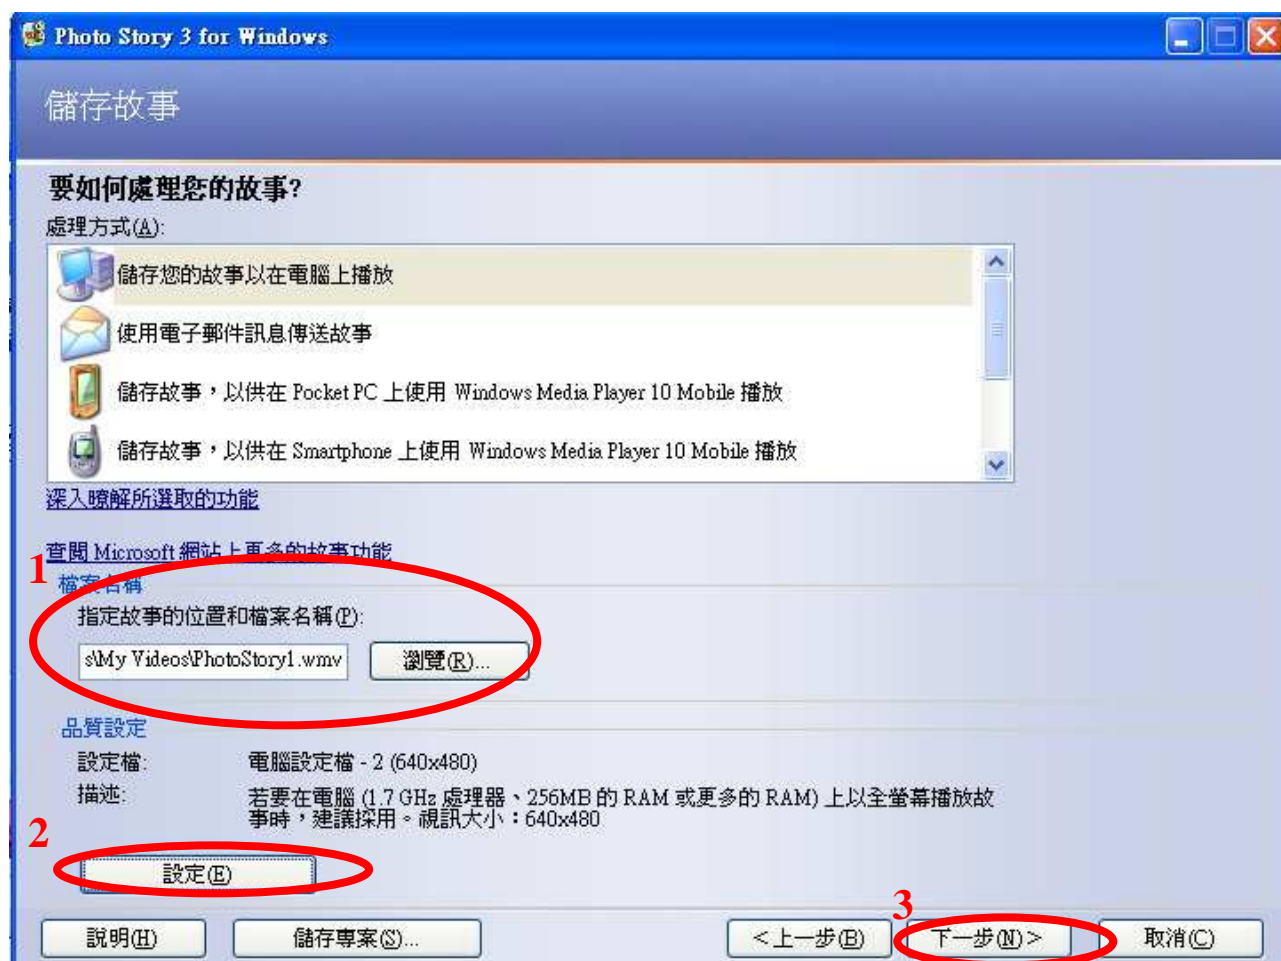 Photo Story 3 for Windows
儲存故事
要如何處理您的故事?
處理方式(A):
儲存您的故事以在電腦上播放
使用電子郵件訊息傳送故事
儲存故事，以供在 Pocket PC 上使用 Windows Media Player 10 Mobile 播放
儲存故事，以供在 Smartphone 上使用 Windows Media Player 10 Mobile 播放
深入瞭解所選取的功能
查閱 Microsoft 網站上更多的故事功能
1
檔案名稱
指定故事的位置和檔案名稱(P):
s\My Videos\PhotoStory1.wmv
瀏覽(R)...
品質設定
設定檔: 電腦設定檔 - 2 (640x480)
描述: 若要在電腦 (1.7 GHz 處理器、256MB 的 RAM 或更多的 RAM) 上以全螢幕播放故
事時，建議採用。視訊大小：640x480
2
設定(E)
3
說明(H)
儲存專案(S)...
<上一步(B)
下一步(N)>
取消(C)